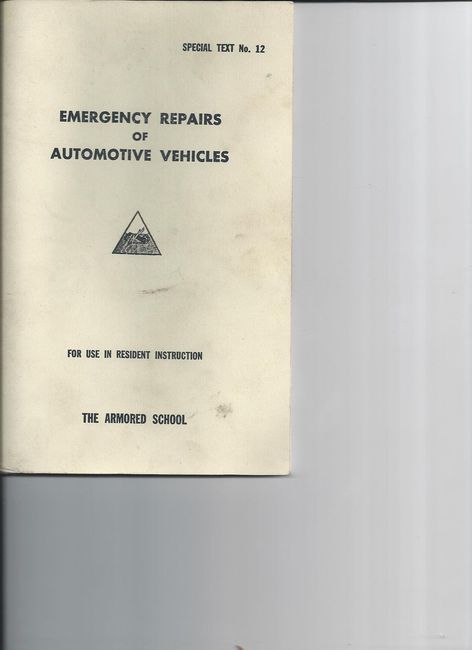 SPECIAL TEXT No. 12
EMERGENCY REPAIRS
OF
AUTOMOTIVE VEHICLES
FOR USE IN RESIDENT INSTRUCTION
THE ARMORED SCHOOL